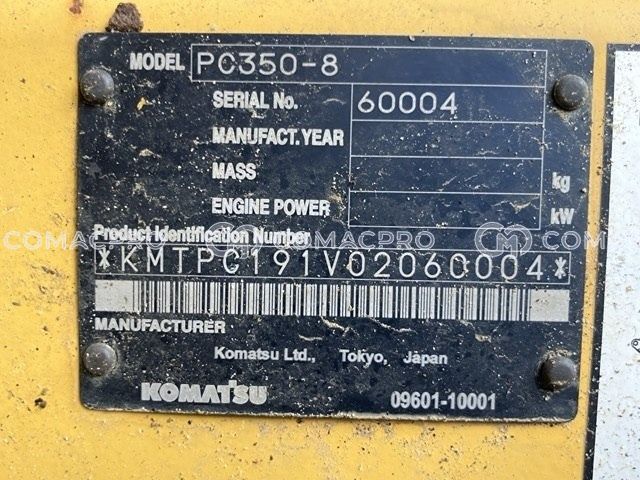 MODEL PC350-8
SERIAL No. 60004
MANUFACT.YEAR
MASS kg
ENGINE POWER kW
Product Identification Number
COMACPRO COMACPRO
*KMTPC191V02060004*
MANUFACTURER
Komatsu Ltd., Tokyo, Japan
KOMATSU 09601-10001